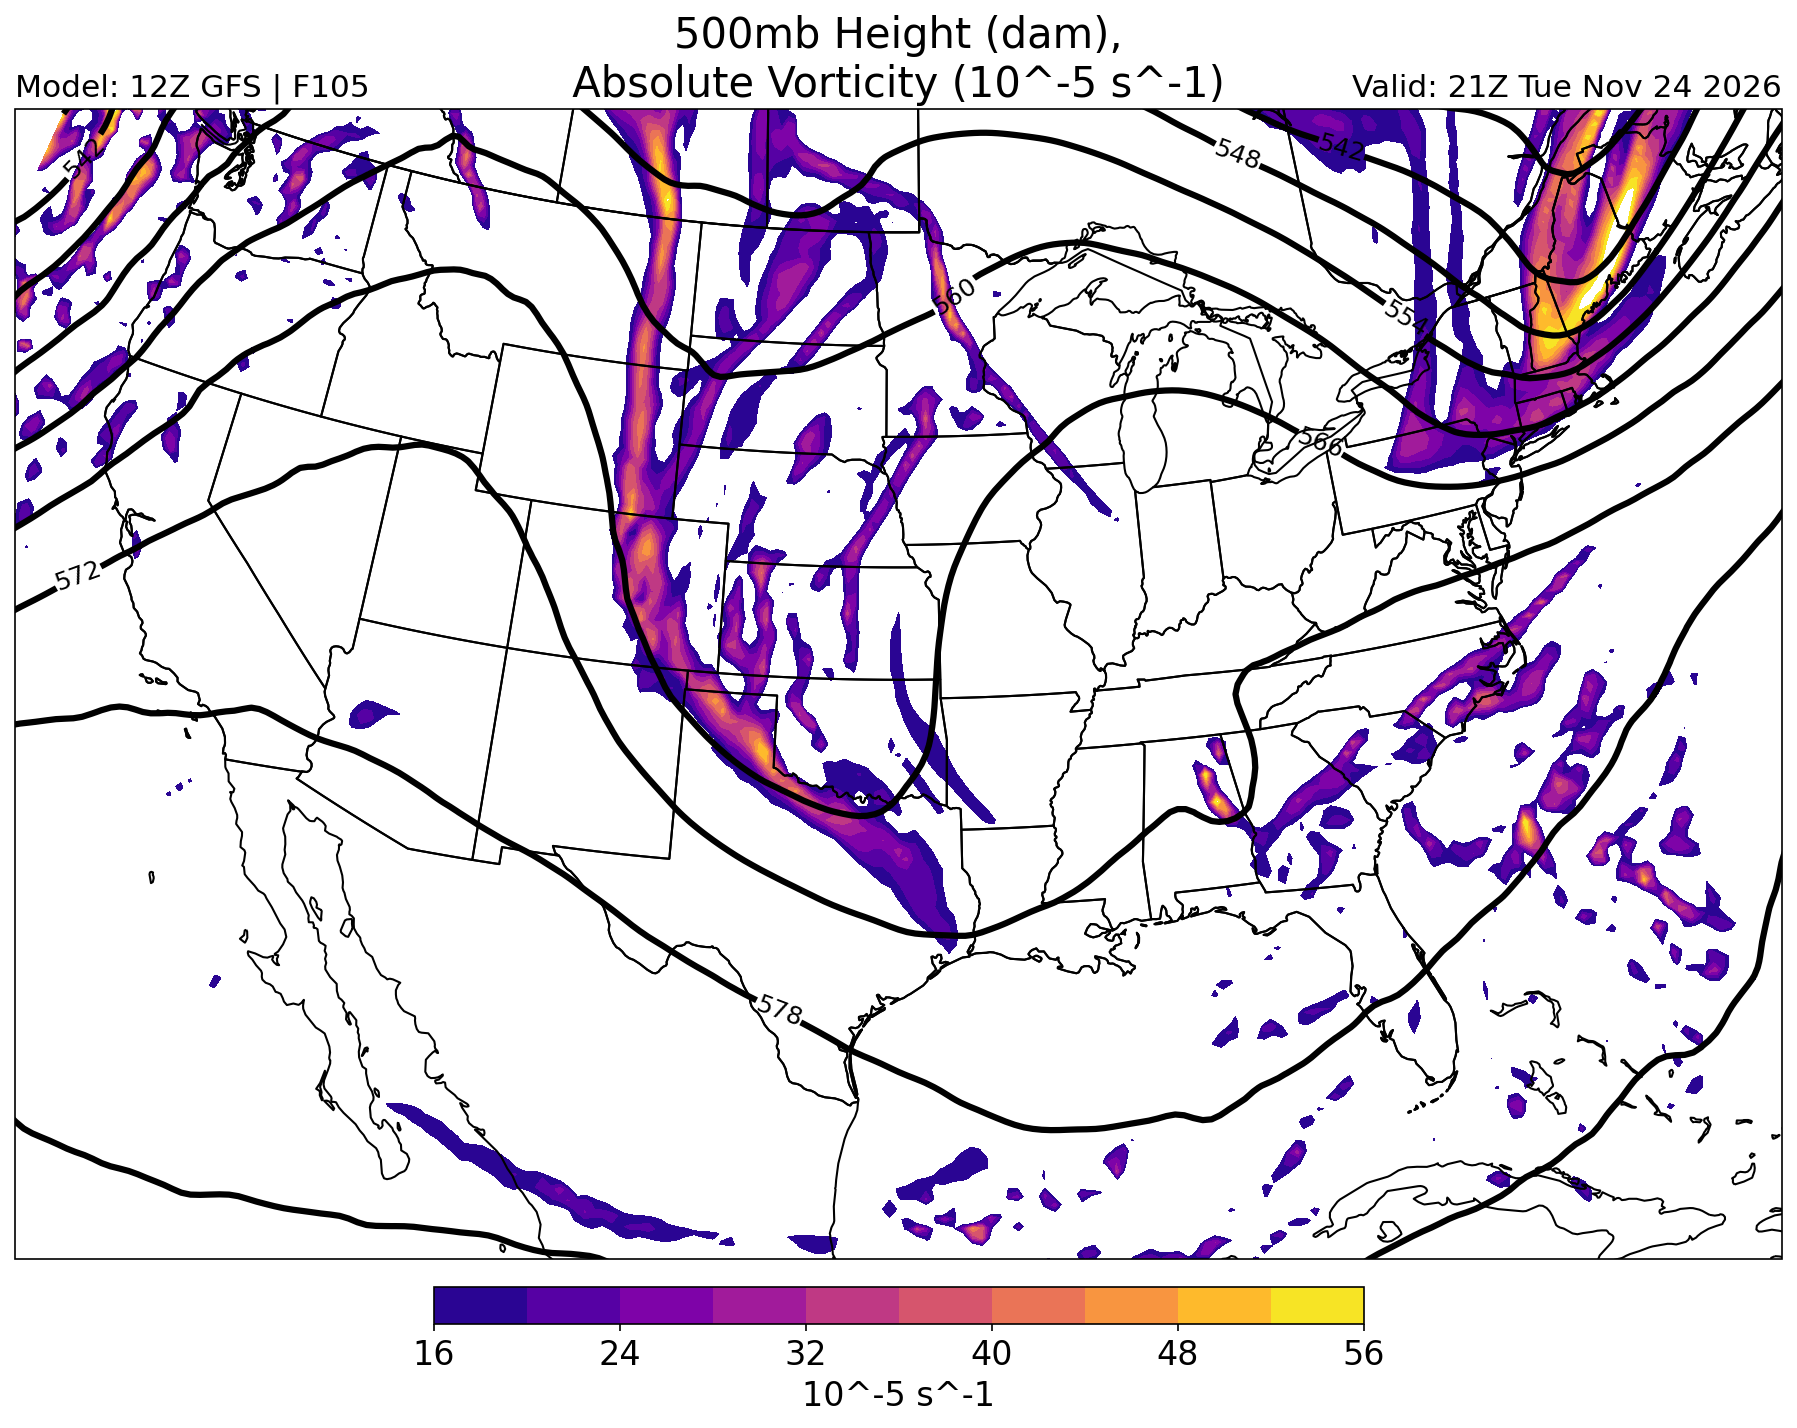 500mb Height (dam),
Absolute Vorticity (10^-5 s^-1)
Model: 12Z GFS | F105
Valid: 21Z Tue Nov 24 2026
542
548
542
560
554
566
572
578
16 24 32 40 48 56
10^-5 s^-1